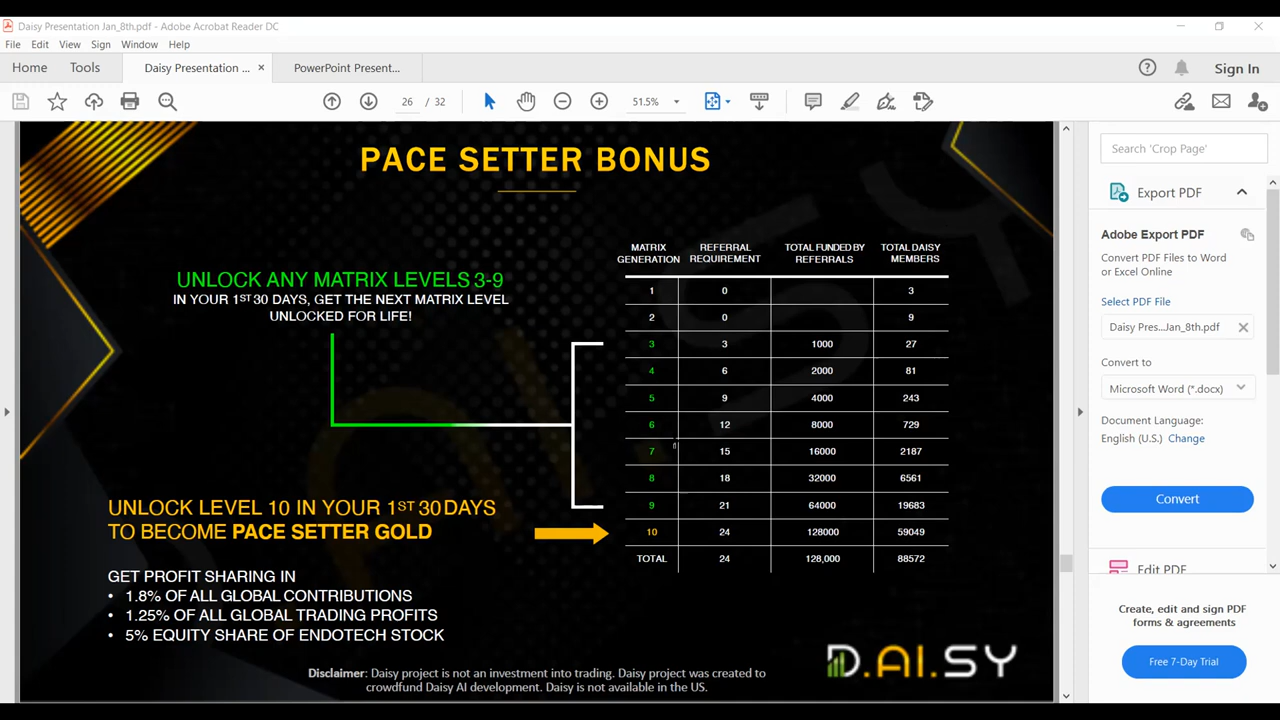 Daisy Presentation Jan_8th.pdf - Adobe Acrobat Reader DC
File Edit View Sign Window Help
Home Tools Daisy Presentation ... × PowerPoint Present... Sign In
26 / 32 51.5%
PACE SETTER BONUS
UNLOCK ANY MATRIX LEVELS 3-9
IN YOUR 1ST 30 DAYS, GET THE NEXT MATRIX LEVEL
UNLOCKED FOR LIFE!
MATRIX GENERATION REFERRAL REQUIREMENT TOTAL FUNDED BY REFERRALS TOTAL DAISY MEMBERS
1 0 3
2 0 9
3 3 1000 27
4 6 2000 81
5 9 4000 243
6 12 8000 729
7 15 16000 2187
8 18 32000 6561
9 21 64000 19683
10 24 128000 59049
TOTAL 24 128,000 88572
UNLOCK LEVEL 10 IN YOUR 1ST 30 DAYS
TO BECOME PACE SETTER GOLD
GET PROFIT SHARING IN
• 1.8% OF ALL GLOBAL CONTRIBUTIONS
• 1.25% OF ALL GLOBAL TRADING PROFITS
• 5% EQUITY SHARE OF ENDOTECH STOCK
Disclaimer: Daisy project is not an investment into trading. Daisy project was created to
crowdfund Daisy AI development. Daisy is not available in the US.
D.AI.SY
Search 'Crop Page'
Export PDF
Adobe Export PDF
Convert PDF Files to Word
or Excel Online
Select PDF File
Daisy Pres...Jan_8th.pdf
Convert to
Microsoft Word (*.docx)
Document Language:
English (U.S.) Change
Convert
Edit PDF
Create, edit and sign PDF
forms & agreements
Free 7-Day Trial